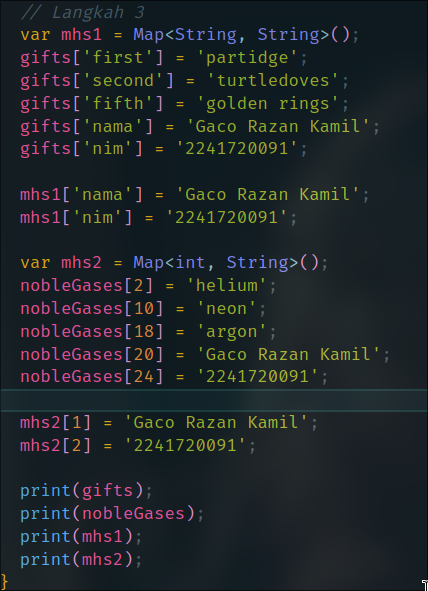 // Langkah 3
var mhs1 = Map<String, String>();
gifts['first'] = 'partidge';
gifts['second'] = 'turtledoves';
gifts['fifth'] = 'golden rings';
gifts['nama'] = 'Gaco Razan Kamil';
gifts['nim'] = '2241720091';
mhs1['nama'] = 'Gaco Razan Kamil';
mhs1['nim'] = '2241720091';
var mhs2 = Map<int, String>();
nobleGases[2] = 'helium';
nobleGases[10] = 'neon';
nobleGases[18] = 'argon';
nobleGases[20] = 'Gaco Razan Kamil';
nobleGases[24] = '2241720091';
mhs2[1] = 'Gaco Razan Kamil';
mhs2[2] = '2241720091';
print(gifts);
print(nobleGases);
print(mhs1);
print(mhs2);
}